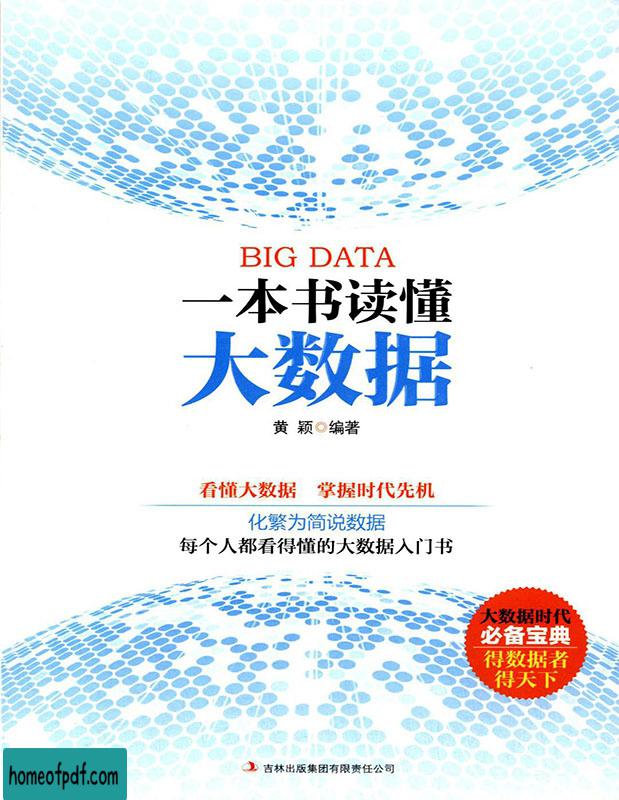 BIG DATA
一本书读懂
大数据
黄 颖◎编著
看懂大数据 掌握时代先机
化繁为简说数据
每个人都看得懂的大数据入门书
大数据时代
必备宝典
得数据者
得天下
吉林出版集团有限责任公司
homeofpdf.com